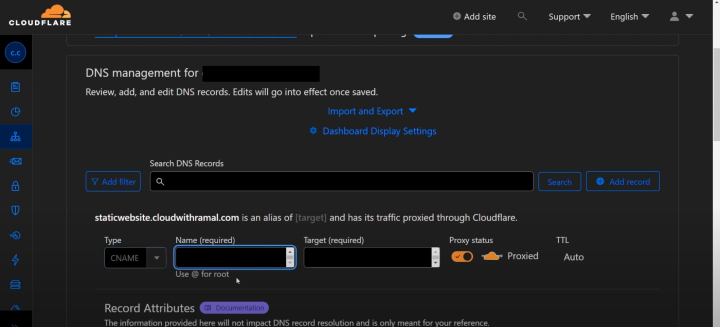 CLOUDFLARE
Add site
Support
English
c.c
DNS management for
Review, add, and edit DNS records. Edits will go into effect once saved.
Import and Export
Dashboard Display Settings
Search DNS Records
Add filter
Search
Add record
staticwebsite.cloudwithramal.com is an alias of [target] and has its traffic proxied through Cloudflare.
Type
Name (required)
Target (required)
Proxy status
TTL
CNAME
Proxied
Auto
Use @ for root
Record Attributes
Documentation
The information provided here will not impact DNS record resolution and is only meant for your reference.